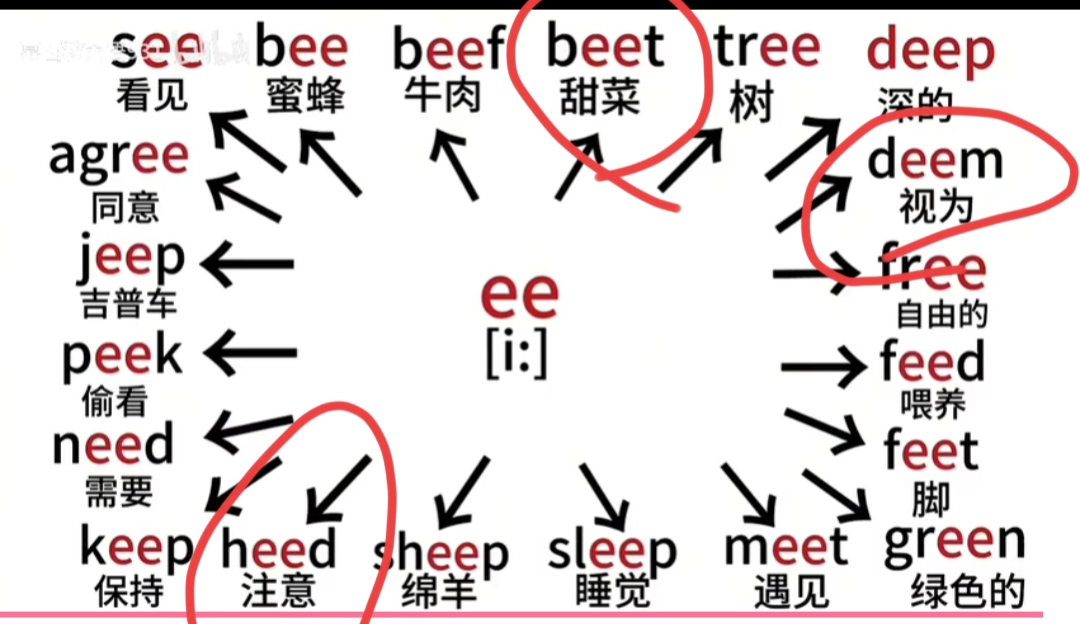 see bee beef beet tree deep
看见 蜜蜂 牛肉 甜菜 树 深的
agree deem
同意 视为
jeep free
吉普车 自由的
ee
[i:]
peek feed
偷看 喂养
need feet
需要 脚
keep heed sheep sleep meet green
保持 注意 绵羊 睡觉 遇见 绿色的